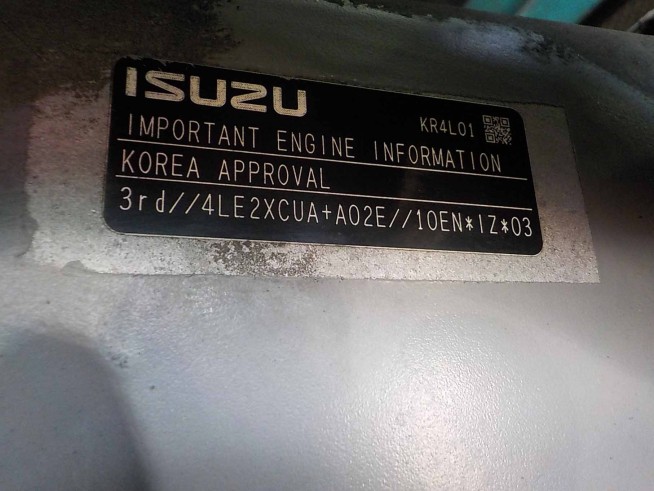 ISUZU
KR4L01
IMPORTANT ENGINE INFORMATION
KOREA APPROVAL
3rd//4LE2XCUA+A02E//10EN*IZ*03